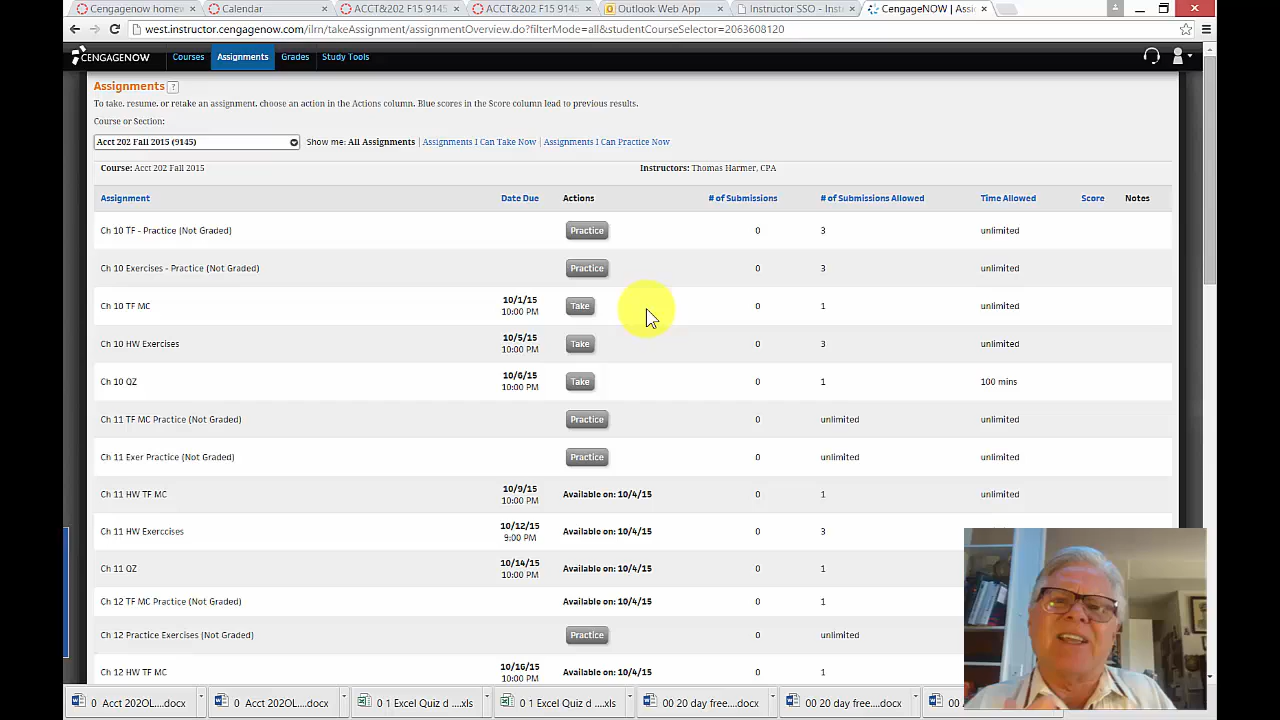 Cengagenow homew
Calendar
ACCT&202 F15 9145
ACCT&202 F15 9145
Outlook Web App
Instructor SSO - Instruct
CengageNOW | Assig
west.instructor.cengagenow.com/ilrn/takeAssignment/assignmentOverview.do?filterMode=all&studentCourseSelector=2063608120
CENGAGENOW Courses Assignments Grades Study Tools
Assignments ?
To take, resume, or retake an assignment, choose an action in the Actions column. Blue scores in the Score column lead to previous results.
Course or Section:
Acct 202 Fall 2015 (9145) Show me: All Assignments | Assignments I Can Take Now | Assignments I Can Practice Now
Course: Acct 202 Fall 2015 Instructors: Thomas Harmer, CPA
Assignment Date Due Actions # of Submissions # of Submissions Allowed Time Allowed Score Notes
Ch 10 TF - Practice (Not Graded) Practice 0 3 unlimited
Ch 10 Exercises - Practice (Not Graded) Practice 0 3 unlimited
Ch 10 TF MC 10/1/15 10:00 PM Take 0 1 unlimited
Ch 10 HW Exercises 10/5/15 10:00 PM Take 0 3 unlimited
Ch 10 QZ 10/6/15 10:00 PM Take 0 1 100 mins
Ch 11 TF MC Practice (Not Graded) Practice 0 unlimited unlimited
Ch 11 Exer Practice (Not Graded) Practice 0 unlimited unlimited
Ch 11 HW TF MC 10/9/15 10:00 PM Available on: 10/4/15 0 1 unlimited
Ch 11 HW Exerccises 10/12/15 9:00 PM Available on: 10/4/15 0 3
Ch 11 QZ 10/14/15 10:00 PM Available on: 10/4/15 0 1
Ch 12 TF MC Practice (Not Graded) Available on: 10/4/15 0 1
Ch 12 Practice Exercises (Not Graded) Practice 0 unlimited
Ch 12 HW TF MC 10/16/15 10:00 PM Available on: 10/4/15 0 1
0 Acct 202OL....docx
0 Acct 202OL....docx
0 1 Excel Quiz d ....xls
0 1 Excel Quiz d ....xls
00 20 day free....docx
00 20 day free....docx
00